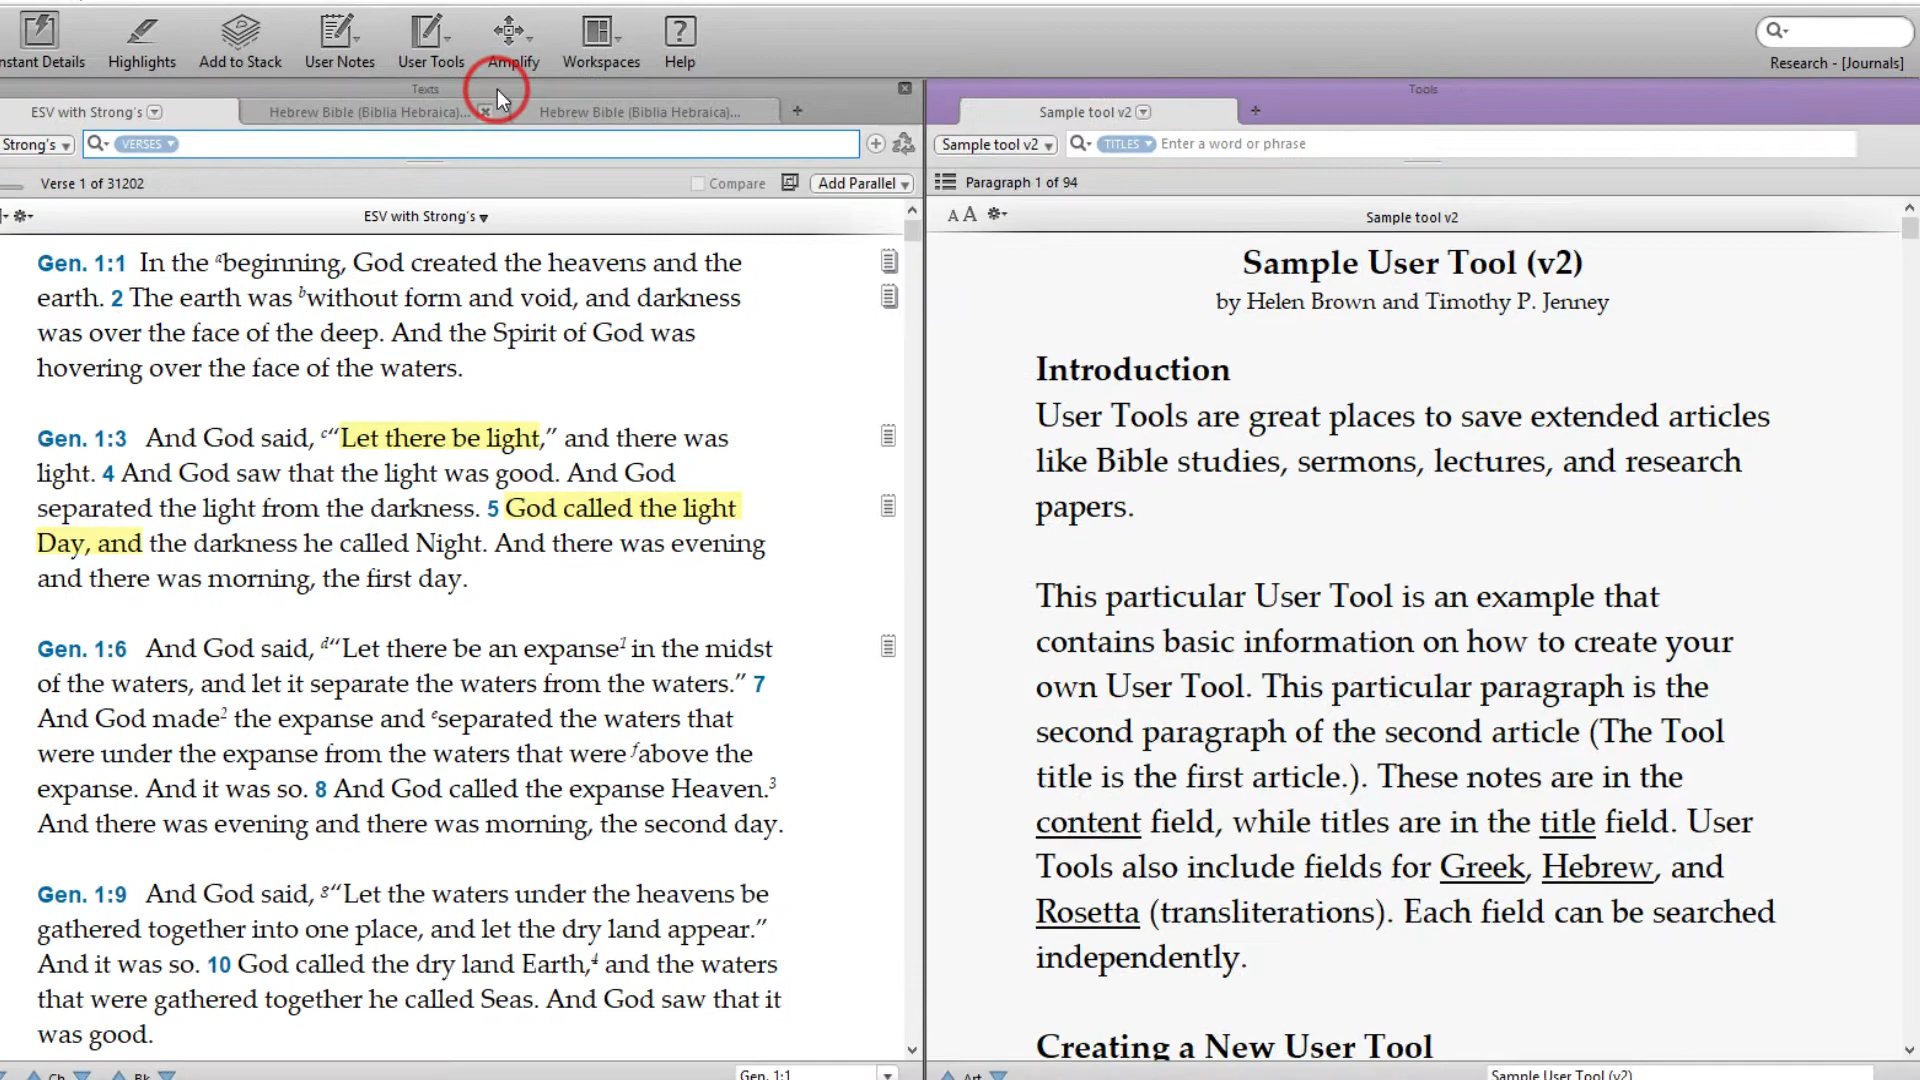 nstant Details
Highlights
Add to Stack
User Notes
User Tools
Amplify
Workspaces
Help
Research - [Journals]
Texts
ESV with Strong's
Hebrew Bible (Biblia Hebraica)...
Hebrew Bible (Biblia Hebraica)...
+
Strong's
VERSES
Verse 1 of 31202
Compare
Add Parallel
ESV with Strong's
Gen. 1:1 In the ᵃbeginning, God created the heavens and the
earth. 2 The earth was ᵇwithout form and void, and darkness
was over the face of the deep. And the Spirit of God was
hovering over the face of the waters.
Gen. 1:3 And God said, ᶜ“Let there be light,” and there was
light. 4 And God saw that the light was good. And God
separated the light from the darkness. 5 God called the light
Day, and the darkness he called Night. And there was evening
and there was morning, the first day.
Gen. 1:6 And God said, ᵈ“Let there be an expanse¹ in the midst
of the waters, and let it separate the waters from the waters.” 7
And God made² the expanse and ᵉseparated the waters that
were under the expanse from the waters that were ᶠabove the
expanse. And it was so. 8 And God called the expanse Heaven.³
And there was evening and there was morning, the second day.
Gen. 1:9 And God said, ᵍ“Let the waters under the heavens be
gathered together into one place, and let the dry land appear.”
And it was so. 10 God called the dry land Earth,⁴ and the waters
that were gathered together he called Seas. And God saw that it
was good.
Ch
Bk
Gen. 1:1
Tools
Sample tool v2
+
Sample tool v2
TITLES
Enter a word or phrase
Paragraph 1 of 94
A A
Sample tool v2
Sample User Tool (v2)
by Helen Brown and Timothy P. Jenney
Introduction
User Tools are great places to save extended articles
like Bible studies, sermons, lectures, and research
papers.
This particular User Tool is an example that
contains basic information on how to create your
own User Tool. This particular paragraph is the
second paragraph of the second article (The Tool
title is the first article.). These notes are in the
content field, while titles are in the title field. User
Tools also include fields for Greek, Hebrew, and
Rosetta (transliterations). Each field can be searched
independently.
Creating a New User Tool
Art
Sample User Tool (v2)